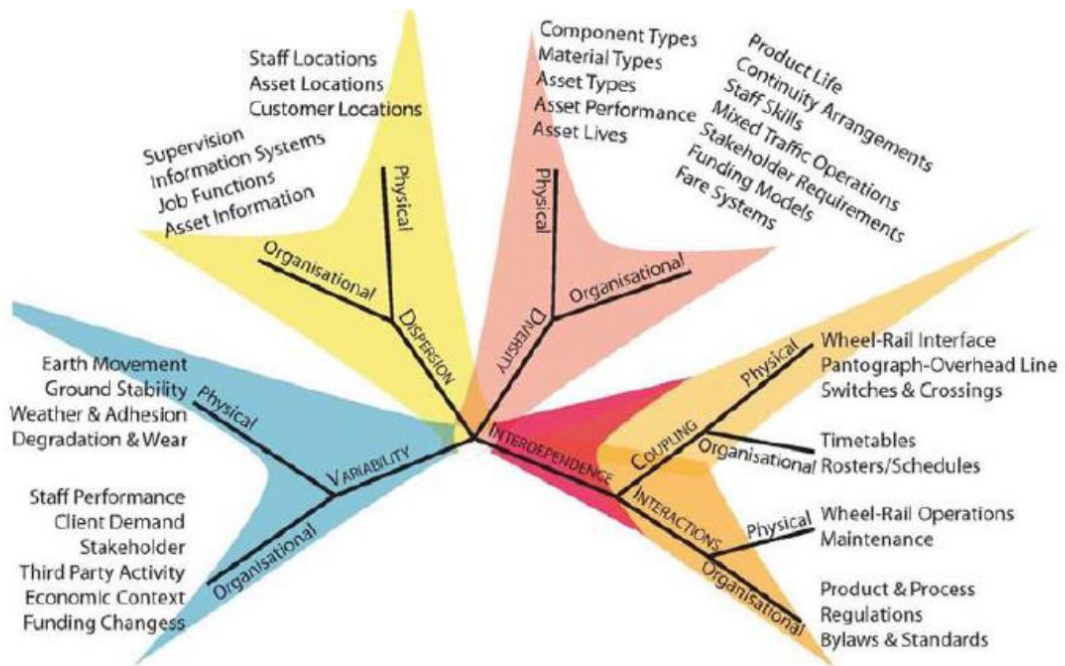 Staff Locations
Asset Locations
Customer Locations
Supervision
Information Systems
Job Functions
Asset Information
Physical
Organisational
DISPERSION
Component Types
Material Types
Asset Types
Asset Performance
Asset Lives
Product Life
Continuity Arrangements
Staff Skills
Mixed Traffic Operations
Stakeholder Requirements
Funding Models
Fare Systems
Physical
Organisational
DIVERSITY
Earth Movement
Ground Stability
Weather & Adhesion
Degradation & Wear
Physical
VARIABILITY
Staff Performance
Client Demand
Stakeholder
Third Party Activity
Economic Context
Funding Changess
Organisational
INTERDEPENDENCE
COUPLING
Physical
Wheel-Rail Interface
Pantograph-Overhead Line
Switches & Crossings
Organisational
Timetables
Rosters/Schedules
INTERACTIONS
Physical
Wheel-Rail Operations
Maintenance
Organisational
Product & Process
Regulations
Bylaws & Standards